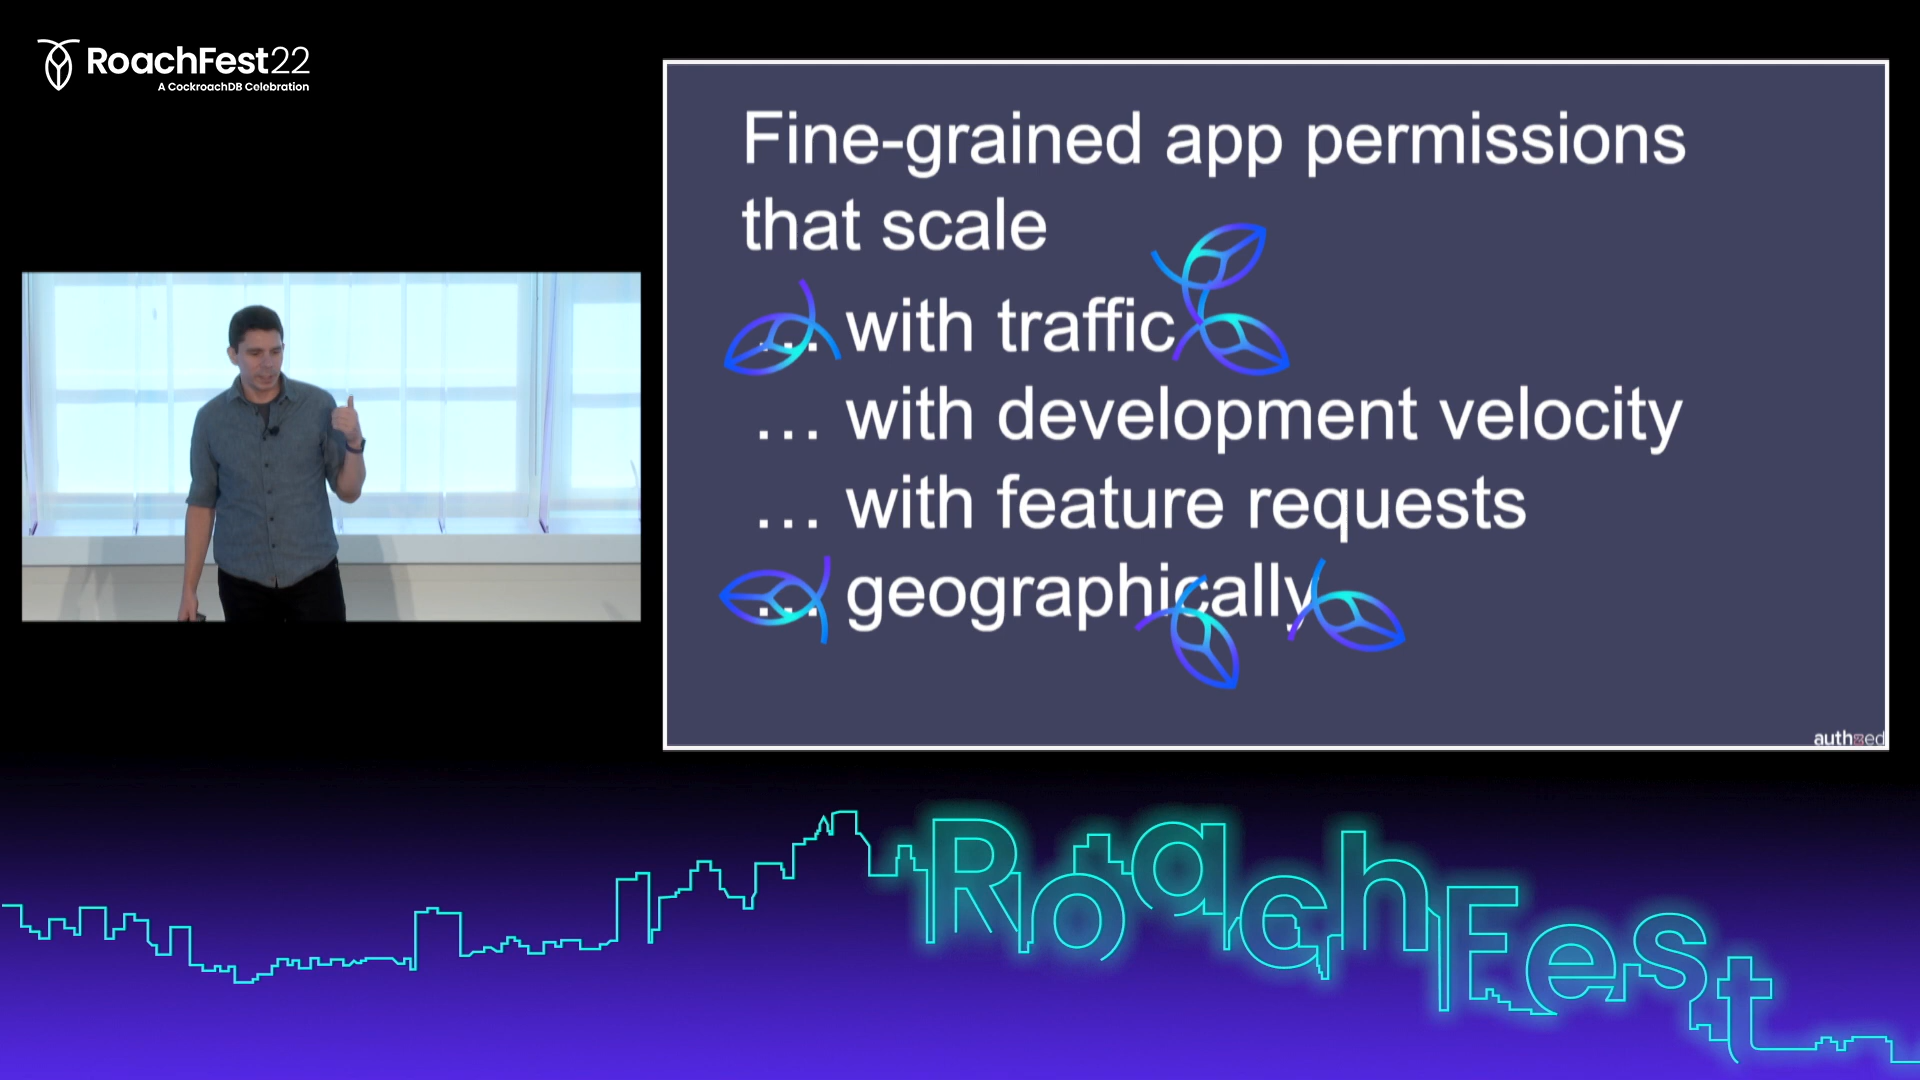 RoachFest22
A CockroachDB Celebration
Fine-grained app permissions
that scale
... with traffic
... with development velocity
... with feature requests
... geographically
authzed
RoachFest